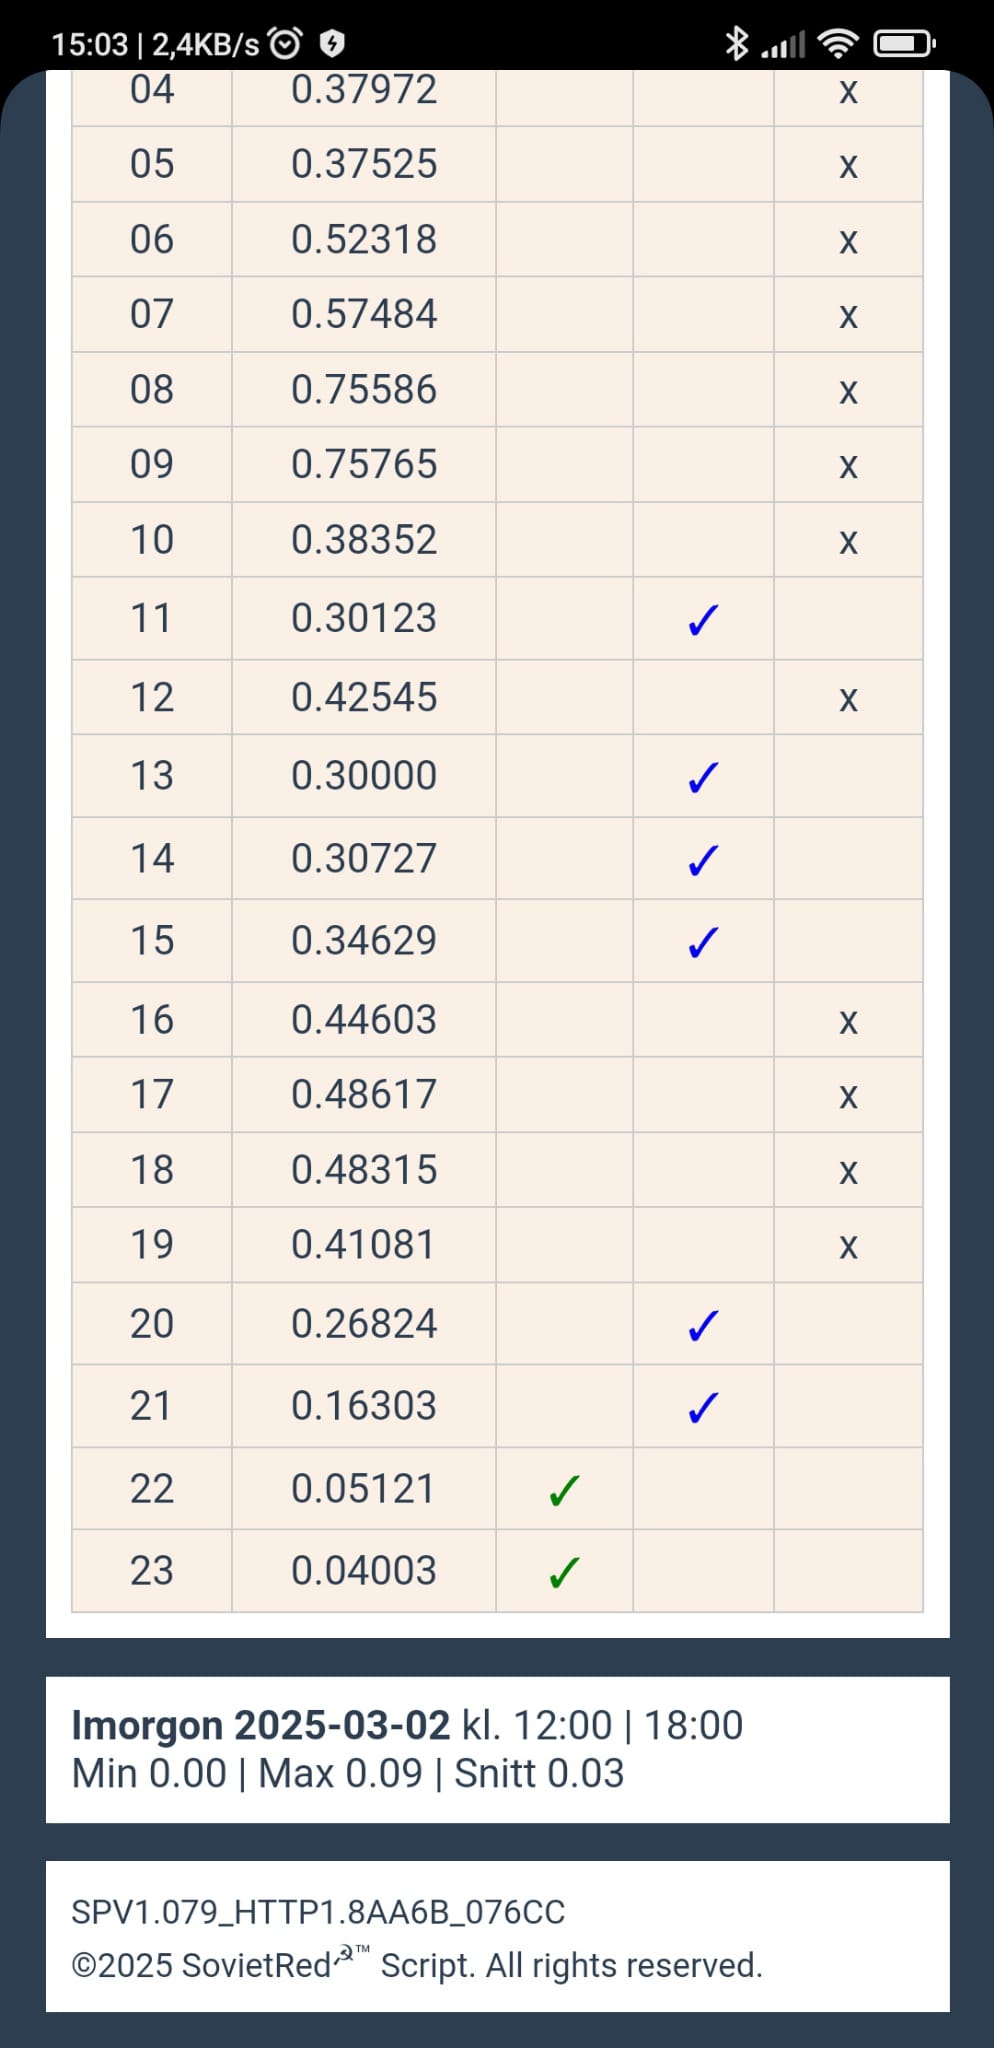 15:03 | 2,4KB/s
04 0.37972 x
05 0.37525 x
06 0.52318 x
07 0.57484 x
08 0.75586 x
09 0.75765 x
10 0.38352 x
11 0.30123 ✓
12 0.42545 x
13 0.30000 ✓
14 0.30727 ✓
15 0.34629 ✓
16 0.44603 x
17 0.48617 x
18 0.48315 x
19 0.41081 x
20 0.26824 ✓
21 0.16303 ✓
22 0.05121 ✓
23 0.04003 ✓
Imorgon 2025-03-02 kl. 12:00 | 18:00
Min 0.00 | Max 0.09 | Snitt 0.03
SPV1.079_HTTP1.8AA6B_076CC
©2025 SovietRed☭™ Script. All rights reserved.